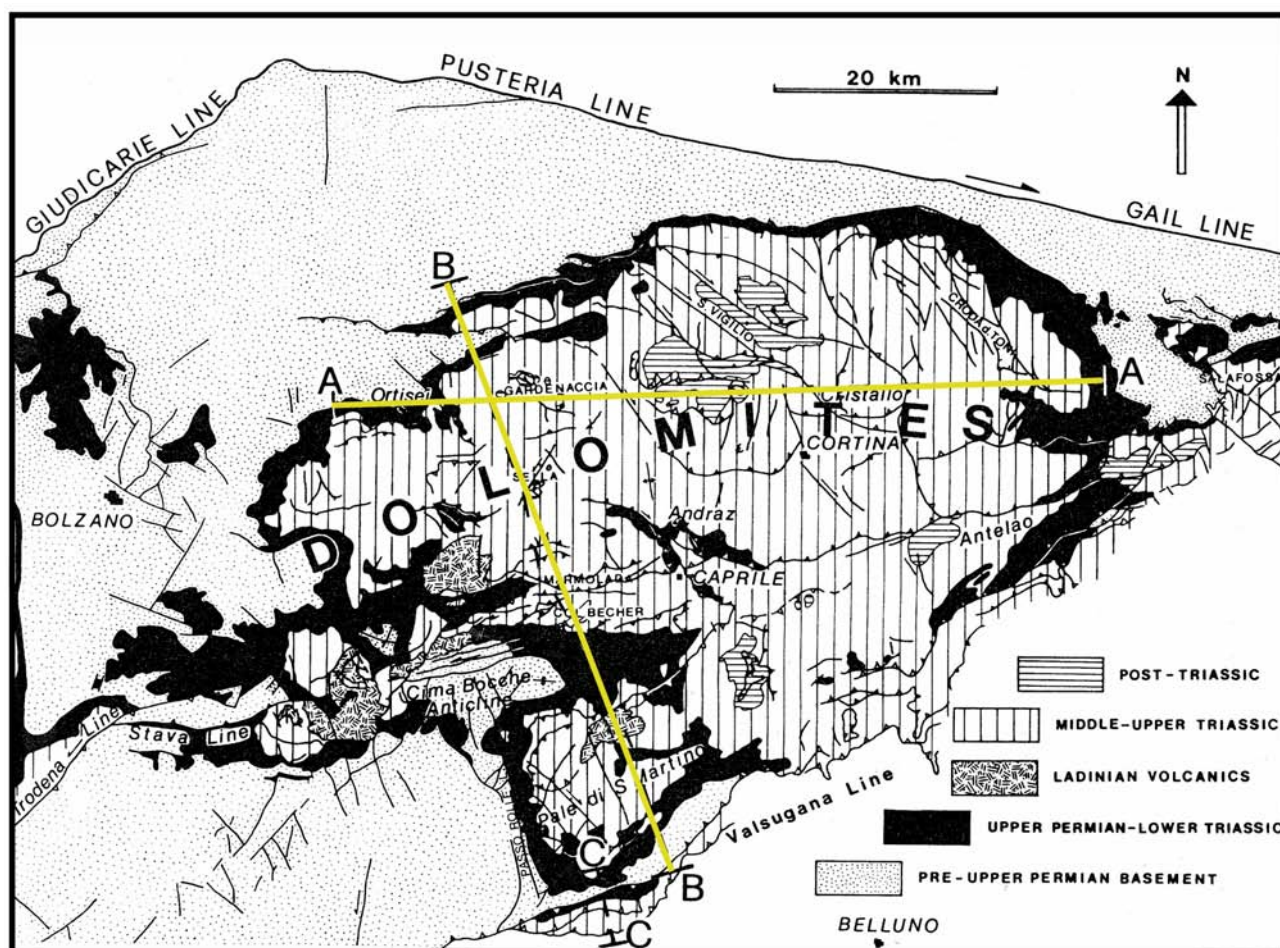 PUSTERIA LINE
20 km
N
GIUDICARIE LINE
GAIL LINE
B
S. VIGILIO
CRODA d. TONI
A
Ortisei
GARDENACCIA
Cristallo
A
SALAFOSSA
DOLOMITES
CORTINA
SELLA
BOLZANO
Andraz
Antelao
MARMOLADA
CAPRILE
COL BECHER
POST-TRIASSIC
Cima Bocche
Anticline
MIDDLE-UPPER TRIASSIC
Stava Line
Trodena Line
LADINIAN VOLCANICS
Pale di S. Martino
Valsugana Line
UPPER PERMIAN-LOWER TRIASSIC
PASSO ROLLE
C
B
PRE-UPPER PERMIAN BASEMENT
C
BELLUNO